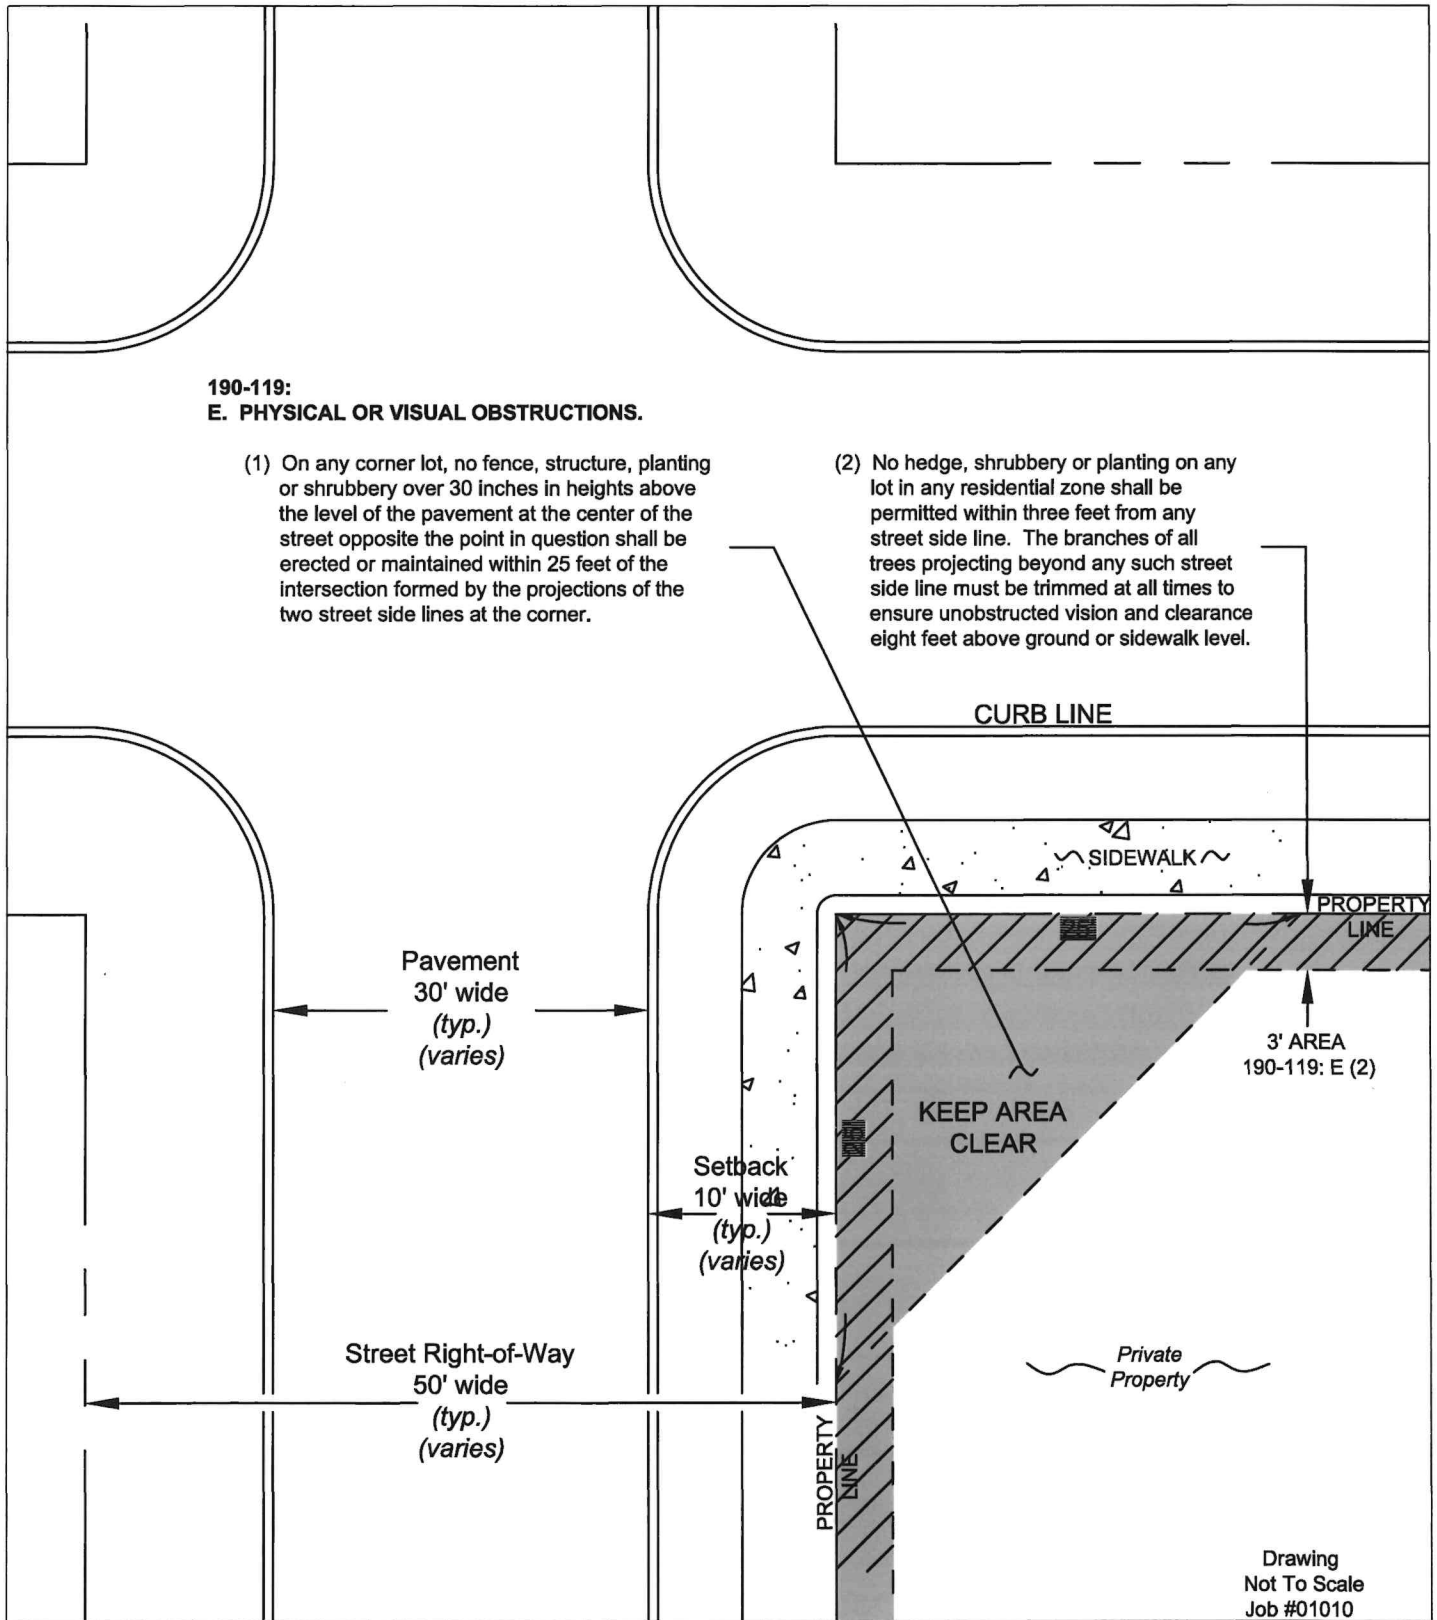 190-119:
E. PHYSICAL OR VISUAL OBSTRUCTIONS.
(1) On any corner lot, no fence, structure, planting
or shrubbery over 30 inches in heights above
the level of the pavement at the center of the
street opposite the point in question shall be
erected or maintained within 25 feet of the
intersection formed by the projections of the
two street side lines at the corner.
(2) No hedge, shrubbery or planting on any
lot in any residential zone shall be
permitted within three feet from any
street side line. The branches of all
trees projecting beyond any such street
side line must be trimmed at all times to
ensure unobstructed vision and clearance
eight feet above ground or sidewalk level.
CURB LINE
SIDEWALK
PROPERTY
LINE
25'
Pavement
30' wide
(typ.)
(varies)
3' AREA
190-119: E (2)
KEEP AREA
CLEAR
25'
Setback
10' wide
(typ.)
(varies)
Street Right-of-Way
50' wide
(typ.)
(varies)
Private
Property
PROPERTY
LINE
Drawing
Not To Scale
Job #01010